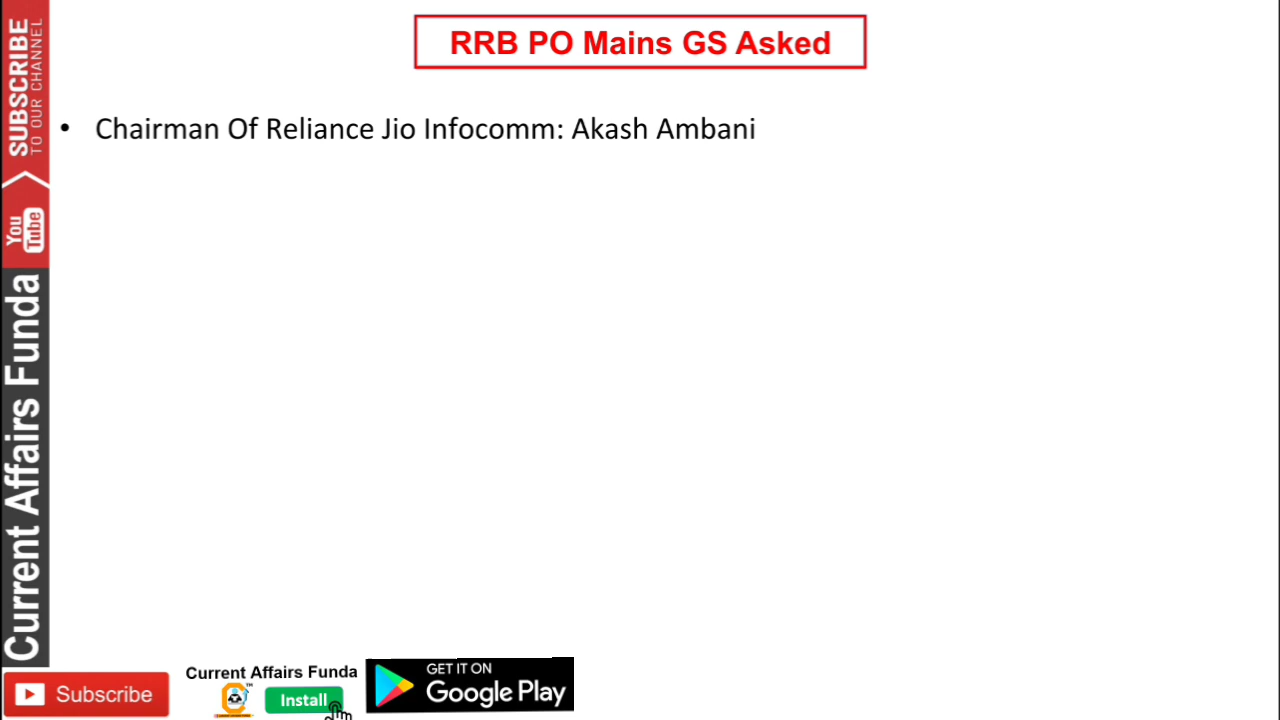 RRB PO Mains GS Asked
• Chairman Of Reliance Jio Infocomm: Akash Ambani
SUBSCRIBE
TO OUR CHANNEL
You
Tube
Current Affairs Funda
Subscribe
Current Affairs Funda
TM
Install
GET IT ON
Google Play